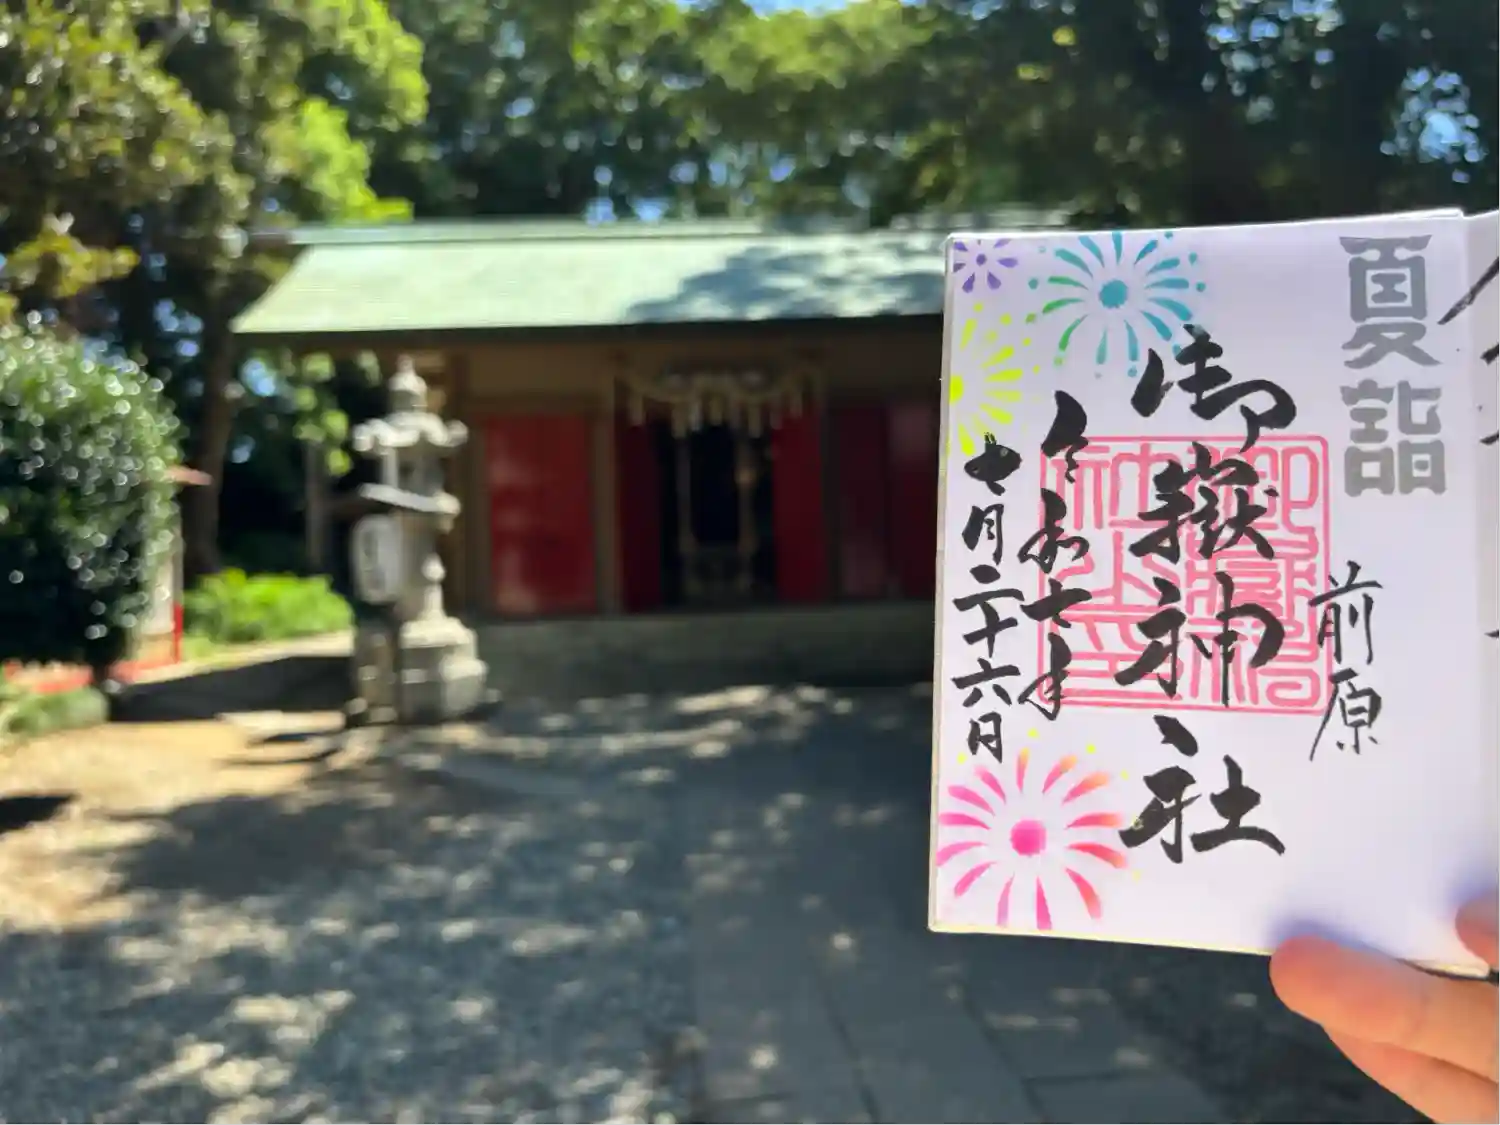 夏詣
前原
御嶽神社
令和七年
七月二十六日